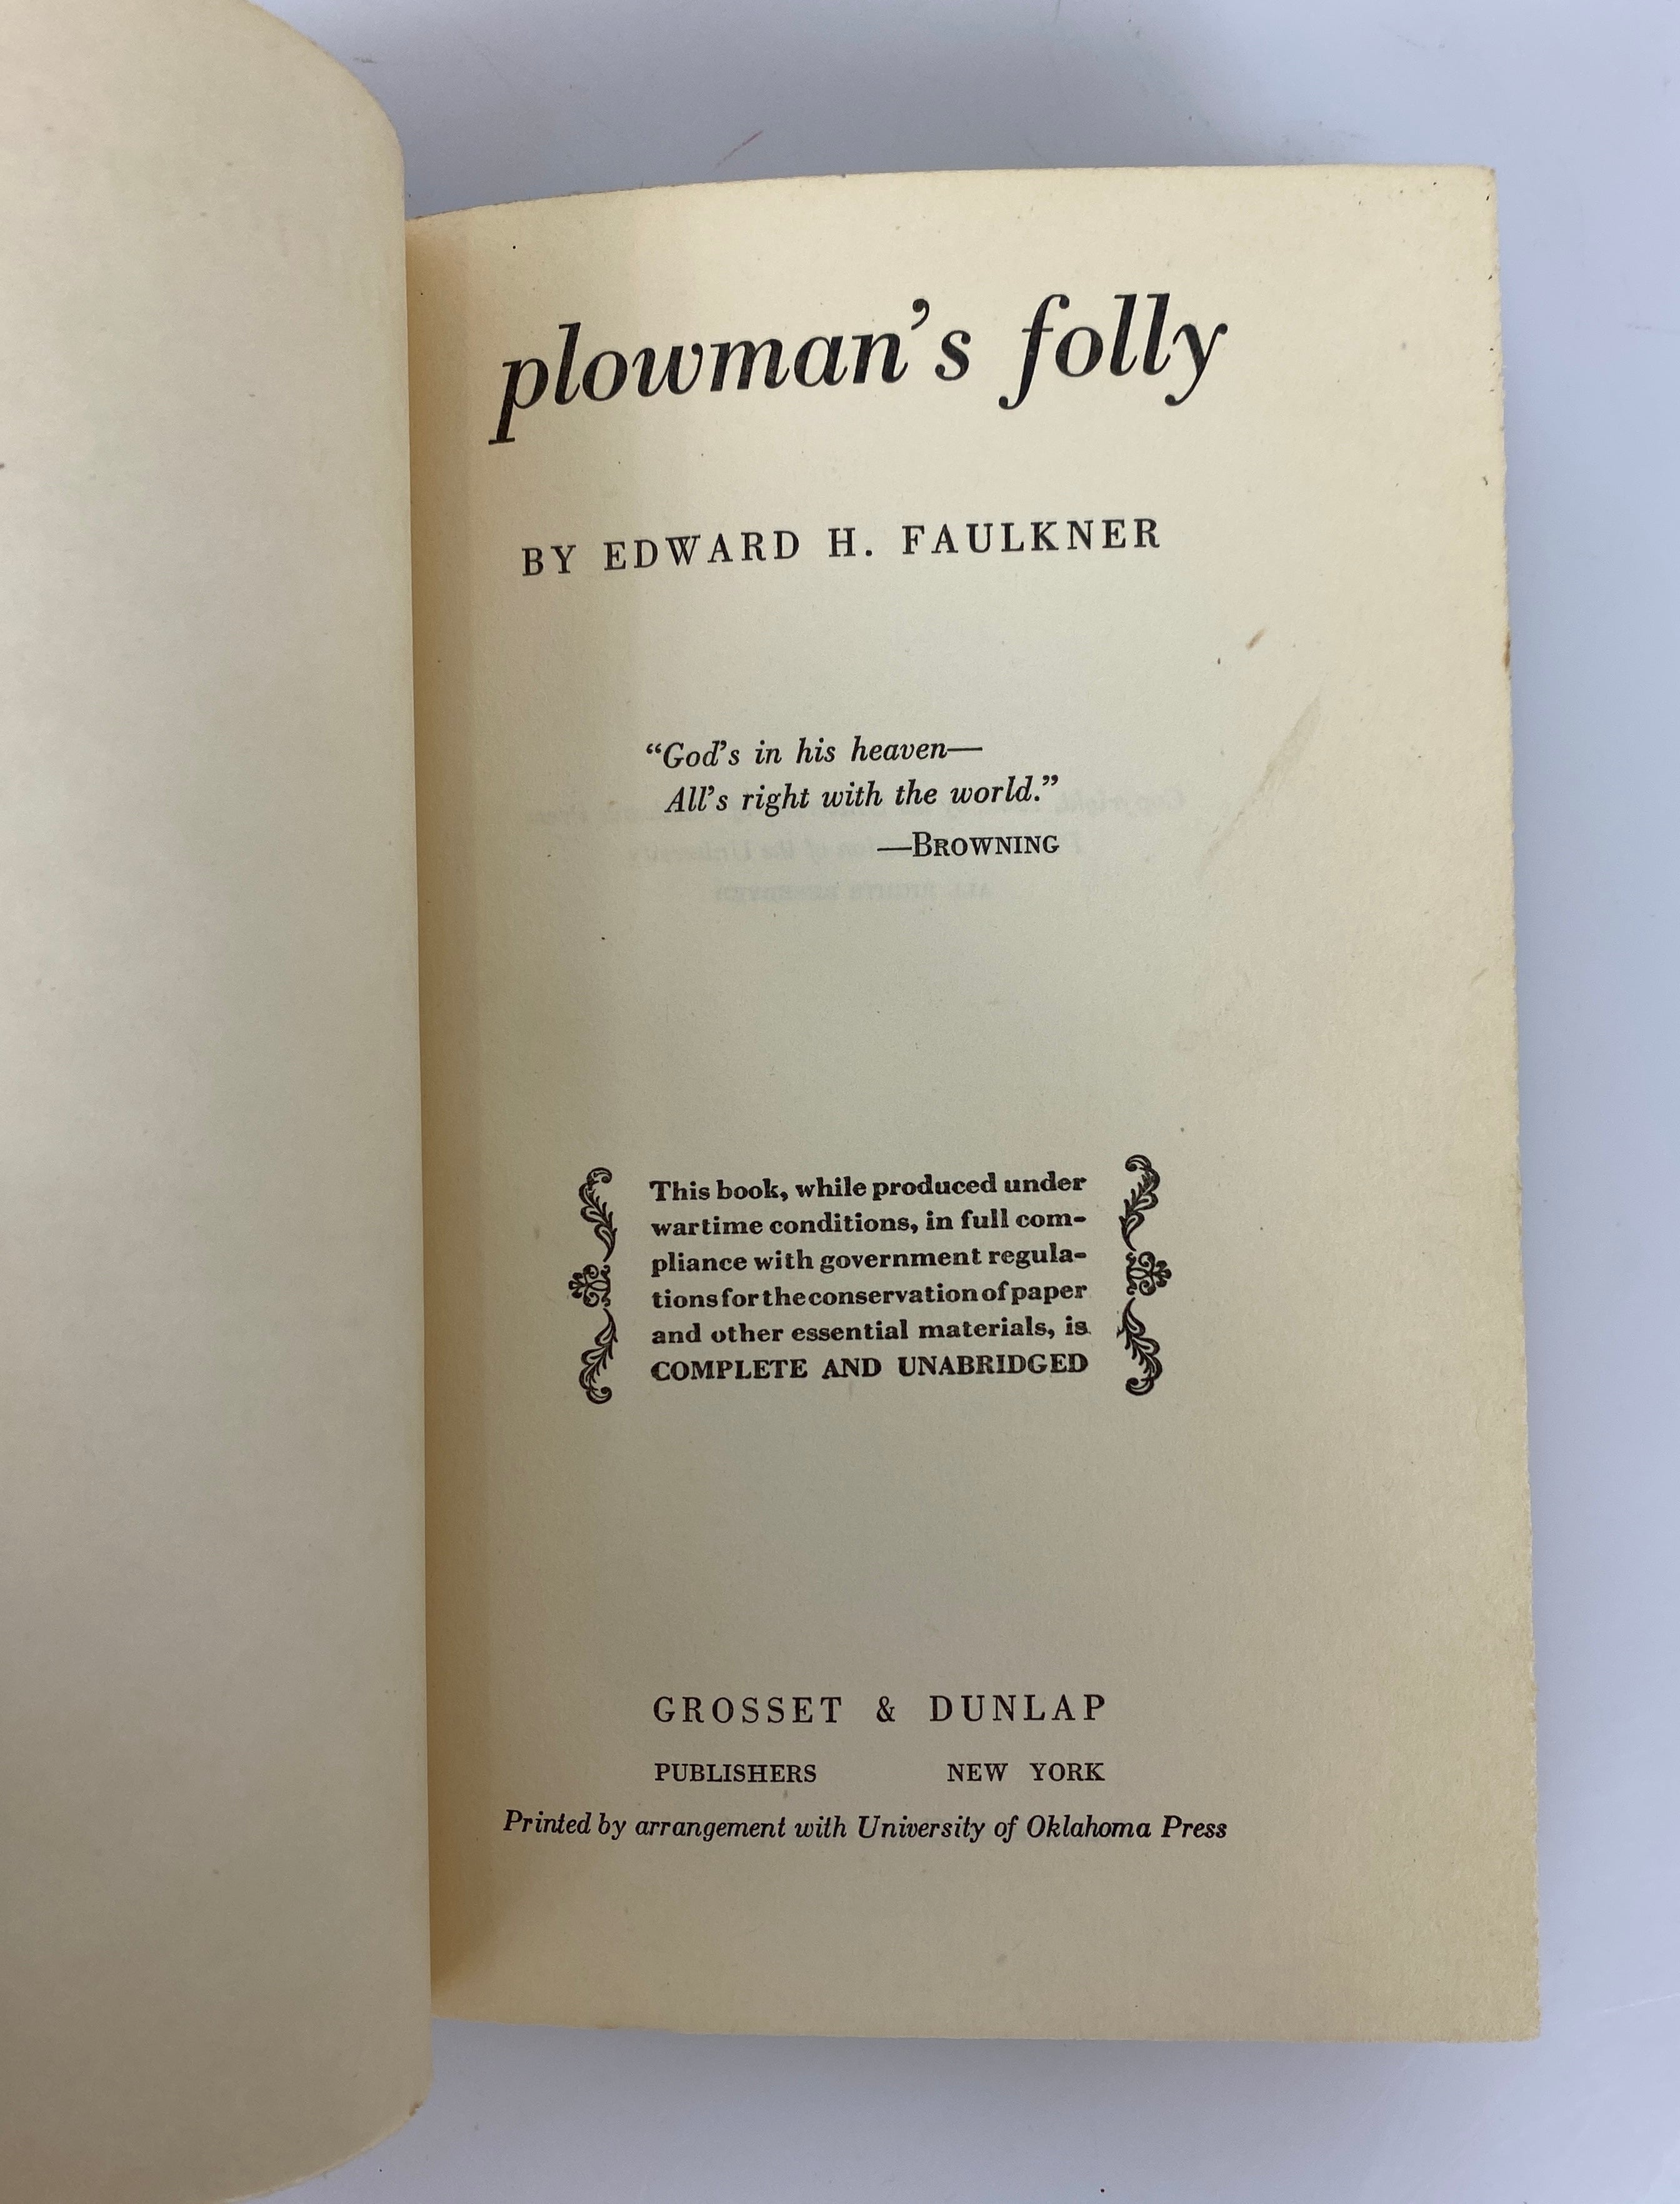 plowman's folly
BY EDWARD H. FAULKNER
“God's in his heaven—
All's right with the world.”
—BROWNING
This book, while produced under
wartime conditions, in full com-
pliance with government regula-
tions for the conservation of paper
and other essential materials, is
COMPLETE AND UNABRIDGED
GROSSET & DUNLAP
PUBLISHERS NEW YORK
Printed by arrangement with University of Oklahoma Press